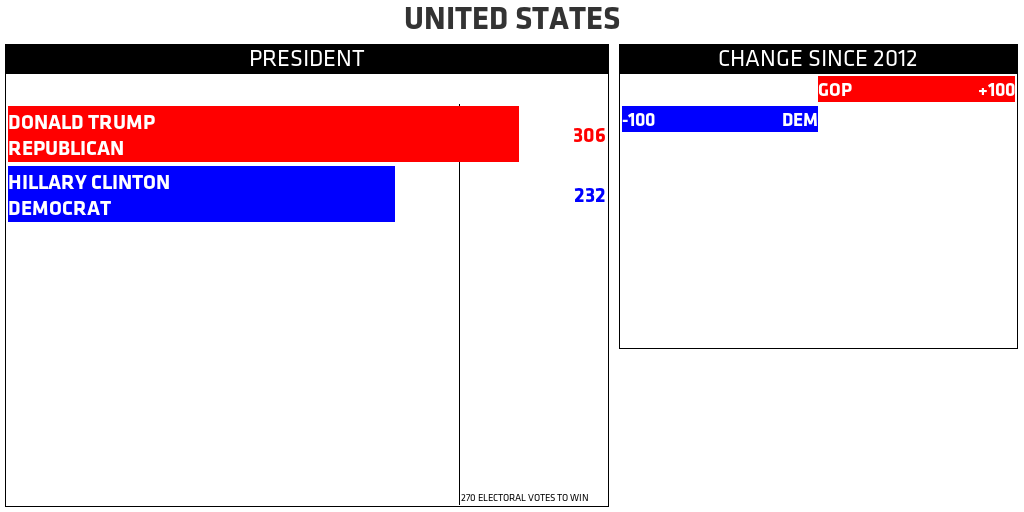 UNITED STATES
PRESIDENT
DONALD TRUMP
REPUBLICAN
306
HILLARY CLINTON
DEMOCRAT
232
270 ELECTORAL VOTES TO WIN
CHANGE SINCE 2012
GOP +100
-100 DEM